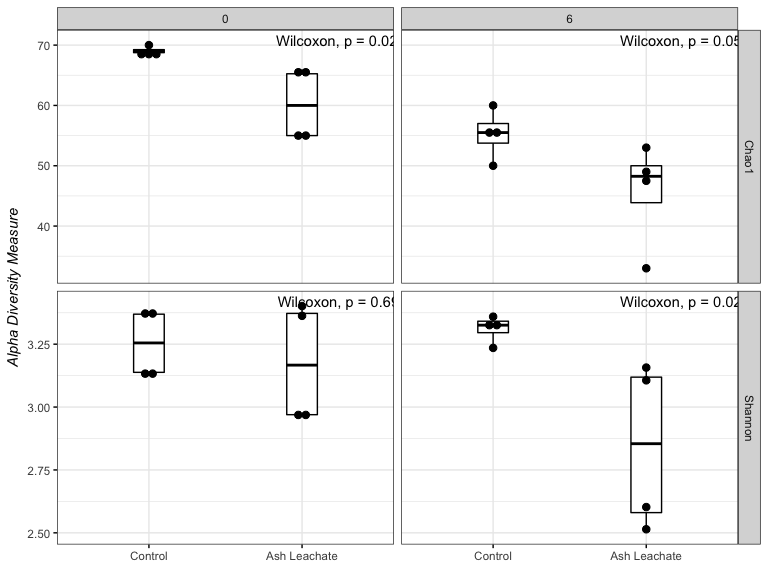 0
6
Wilcoxon, p = 0.02
Wilcoxon, p = 0.05
70
60
50
40
Chao1
Alpha Diversity Measure
Wilcoxon, p = 0.69
Wilcoxon, p = 0.02
3.25
3.00
2.75
2.50
Shannon
Control
Ash Leachate
Control
Ash Leachate